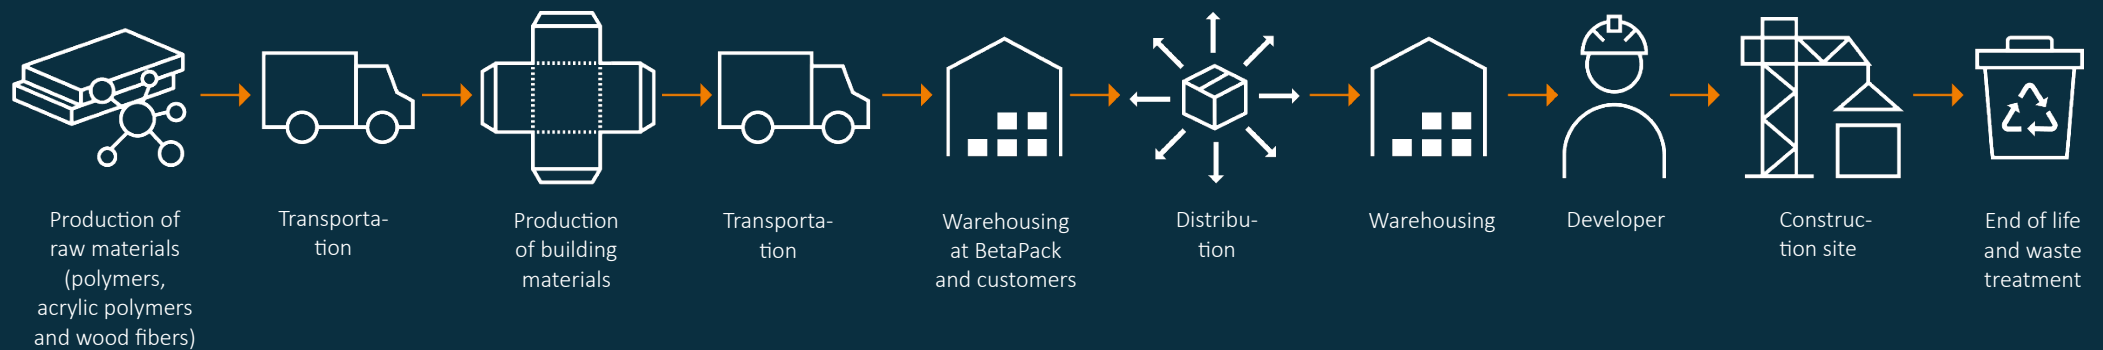 Production of
raw materials
(polymers,
acrylic polymers
and wood fibers)
Transporta-
tion
Production
of building
materials
Transporta-
tion
Warehousing
at BetaPack
and customers
Distribu-
tion
Warehousing
Developer
Construc-
tion site
End of life
and waste
treatment